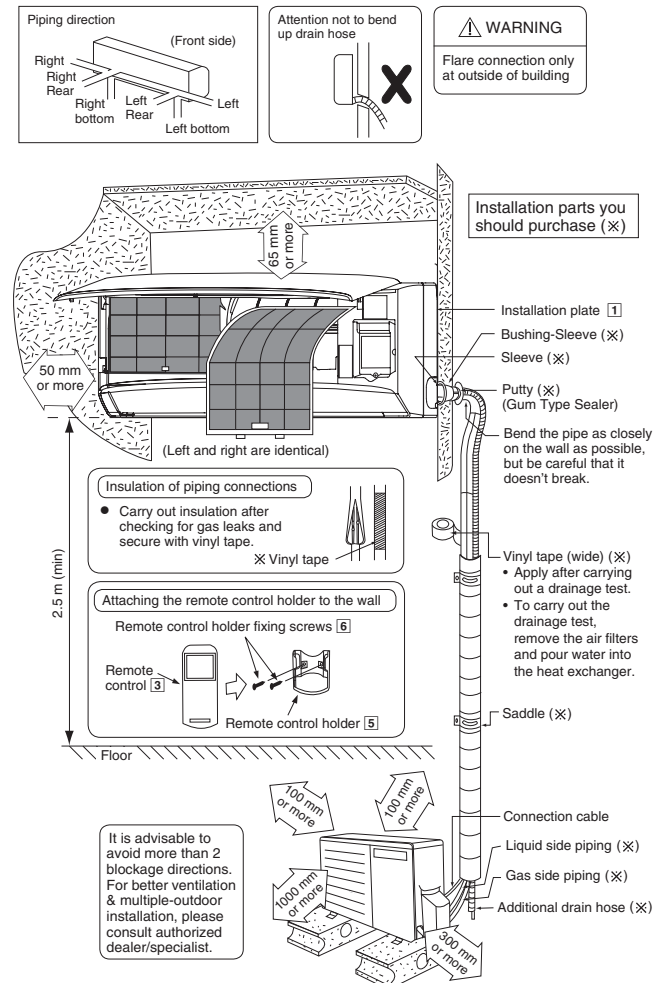 Piping direction
(Front side)
Right
Right
Rear
Right
bottom
Left
Rear
Left
Left bottom
Attention not to bend
up drain hose
⚠ WARNING
Flare connection only
at outside of building
Installation parts you
should purchase (※)
65 mm
or more
50 mm
or more
(Left and right are identical)
Installation plate 1
Bushing-Sleeve (※)
Sleeve (※)
Putty (※)
(Gum Type Sealer)
Bend the pipe as closely
on the wall as possible,
but be careful that it
doesn't break.
Insulation of piping connections
● Carry out insulation after
checking for gas leaks and
secure with vinyl tape.
※ Vinyl tape
2.5 m (min)
Attaching the remote control holder to the wall
Remote control holder fixing screws 6
Remote
control 3
Remote control holder 5
Vinyl tape (wide) (※)
• Apply after carrying
out a drainage test.
• To carry out the
drainage test,
remove the air filters
and pour water into
the heat exchanger.
Saddle (※)
Floor
It is advisable to
avoid more than 2
blockage directions.
For better ventilation
& multiple-outdoor
installation, please
consult authorized
dealer/specialist.
100 mm
or more
100 mm
or more
1000 mm
or more
300 mm
or more
Connection cable
Liquid side piping (※)
Gas side piping (※)
Additional drain hose (※)